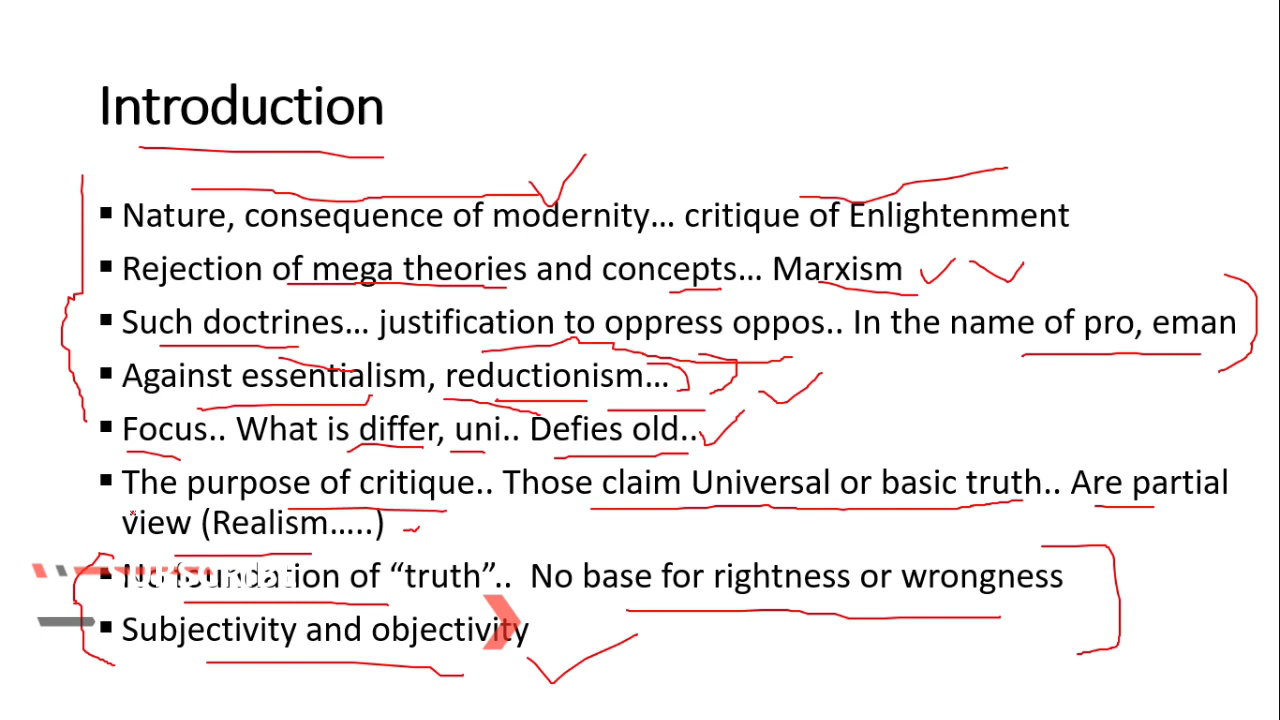 Introduction
▪ Nature, consequence of modernity… critique of Enlightenment
▪ Rejection of mega theories and concepts… Marxism
▪ Such doctrines… justification to oppress oppos.. In the name of pro, eman
▪ Against essentialism, reductionism…
▪ Focus.. What is differ, uni.. Defies old..
▪ The purpose of critique.. Those claim Universal or basic truth.. Are partial
view (Realism…..)
▪ of “truth”.. No base for rightness or wrongness
▪ Subjectivity and objectivity